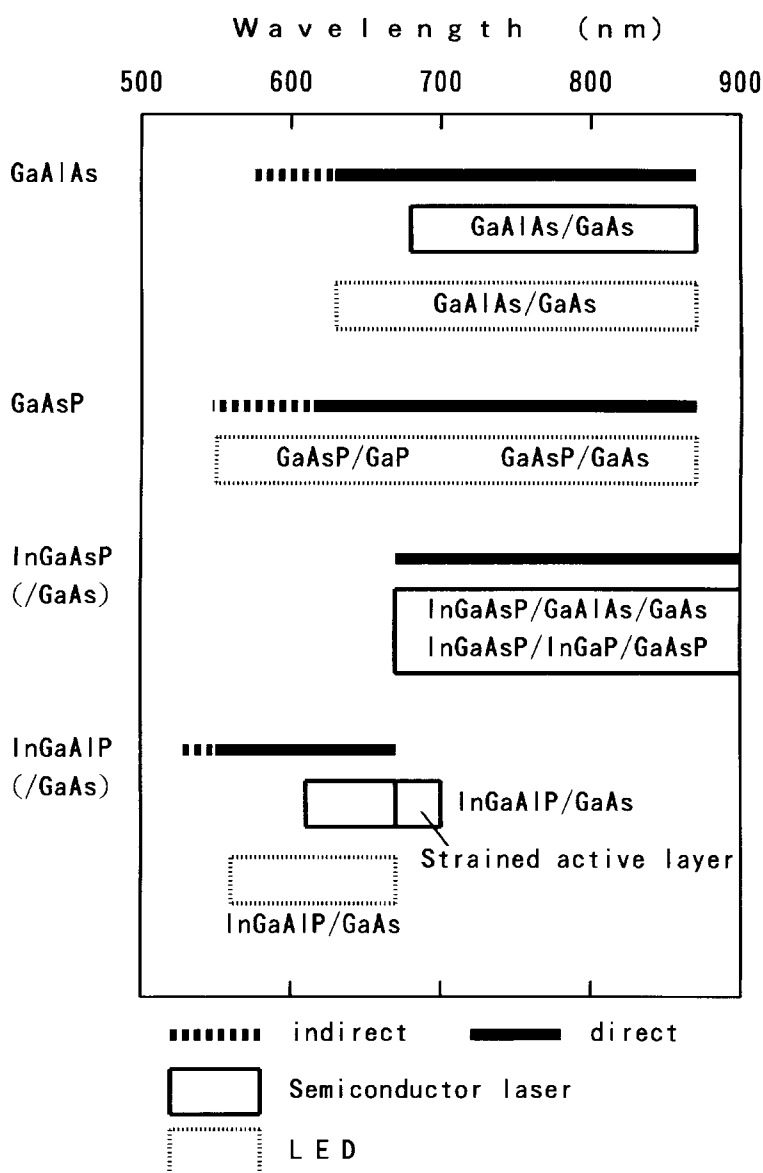 Wavelength (nm)
500 600 700 800 900
GaAlAs
GaAlAs/GaAs
GaAlAs/GaAs
GaAsP
GaAsP/GaP GaAsP/GaAs
InGaAsP
(/GaAs)
InGaAsP/GaAlAs/GaAs
InGaAsP/InGaP/GaAsP
InGaAlP
(/GaAs)
InGaAlP/GaAs
Strained active layer
InGaAlP/GaAs
indirect direct
Semiconductor laser
LED